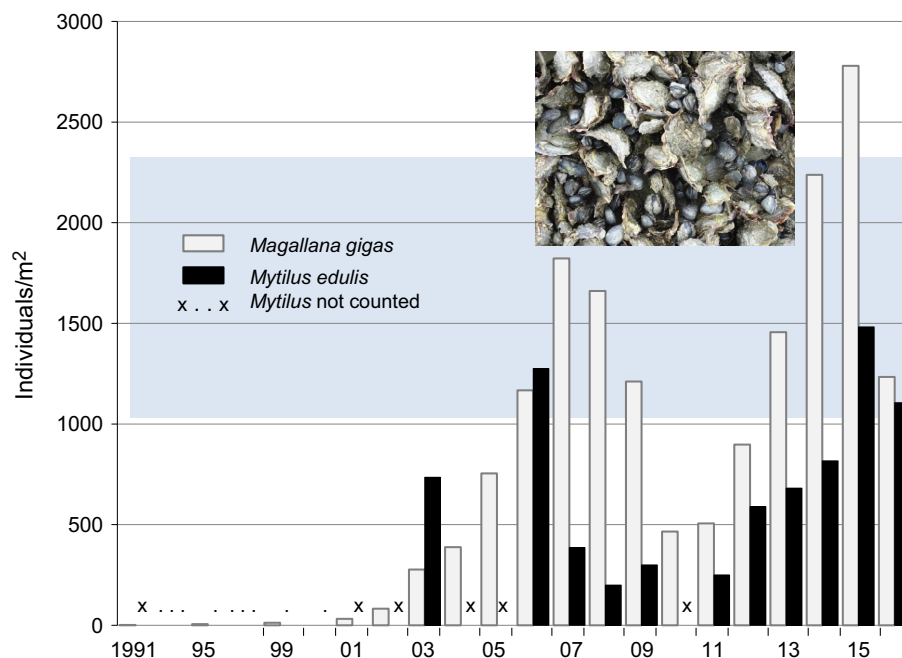 3000
2500
2000
1500
1000
500
0
Individuals/m²
Magallana gigas
Mytilus edulis
x . . x Mytilus not counted
x . . . . . . . . . x x x x x
1991 95 99 01 03 05 07 09 11 13 15